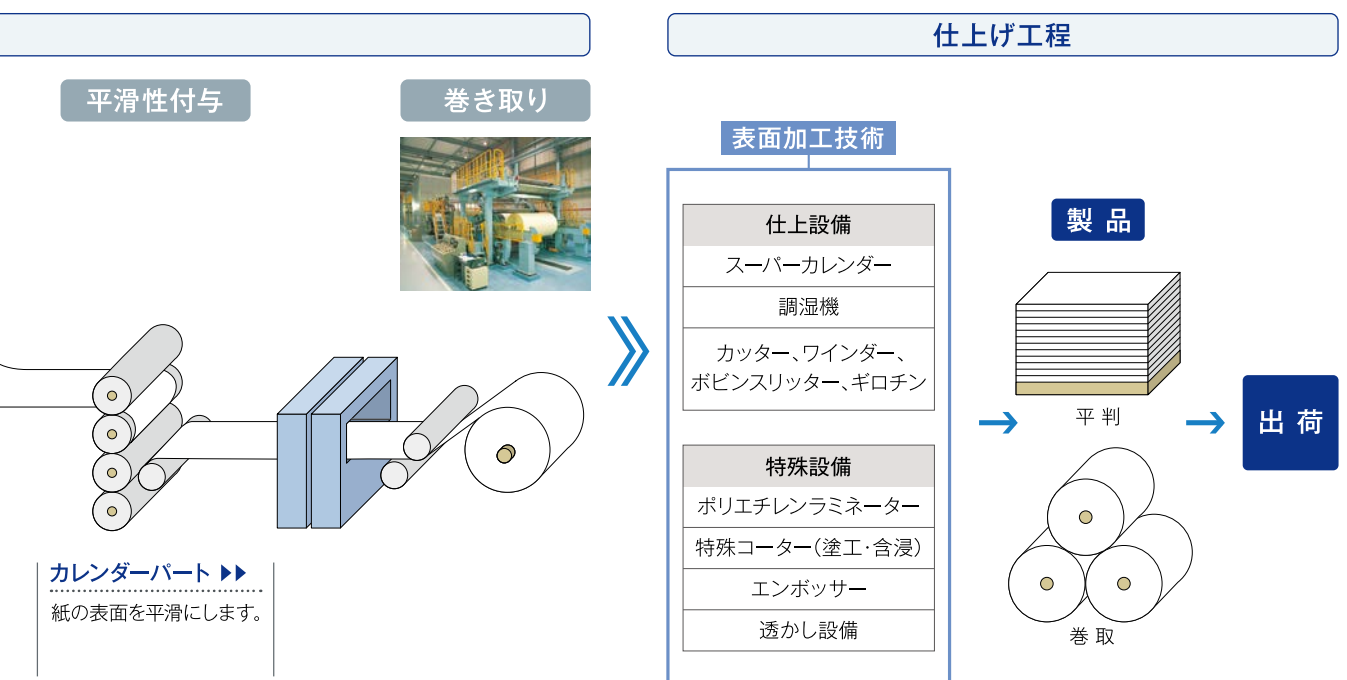 仕上げ工程
平滑性付与
巻き取り
カレンダーパート
紙の表面を平滑にします。
表面加工技術
仕上設備
スーパーカレンダー
調湿機
カッター、ワインダー、
ボビンスリッター、ギロチン
特殊設備
ポリエチレンラミネーター
特殊コーター（塗工・含浸）
エンボッサー
透かし設備
製品
平判
巻取
出荷